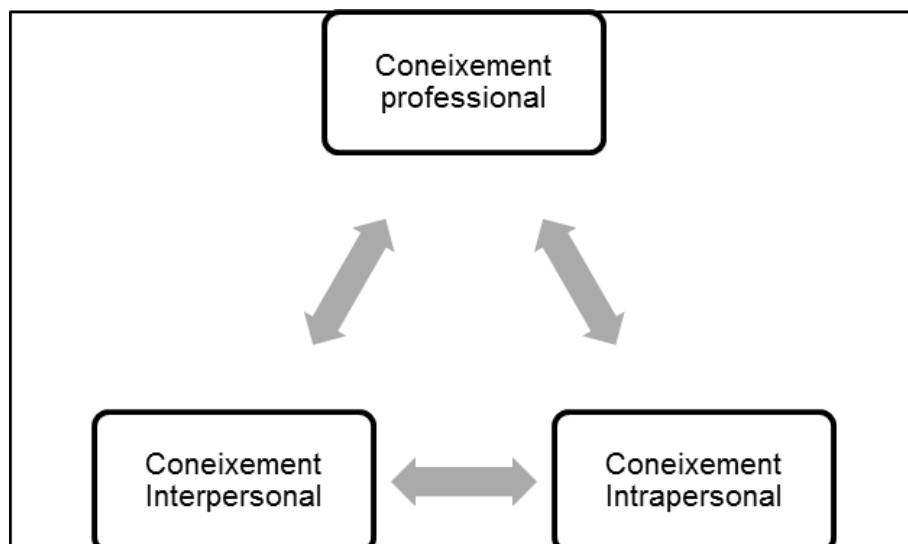 Coneixement
professional
Coneixement
Interpersonal
Coneixement
Intrapersonal